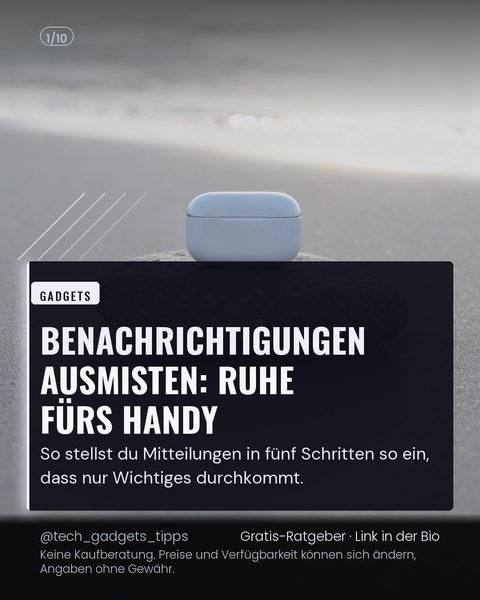 1/10
GADGETS
BENACHRICHTIGUNGEN
AUSMISTEN: RUHE
FÜRS HANDY
So stellst du Mitteilungen in fünf Schritten so ein,
dass nur Wichtiges durchkommt.
@tech_gadgets_tipps Gratis-Ratgeber · Link in der Bio
Keine Kaufberatung. Preise und Verfügbarkeit können sich ändern,
Angaben ohne Gewähr.